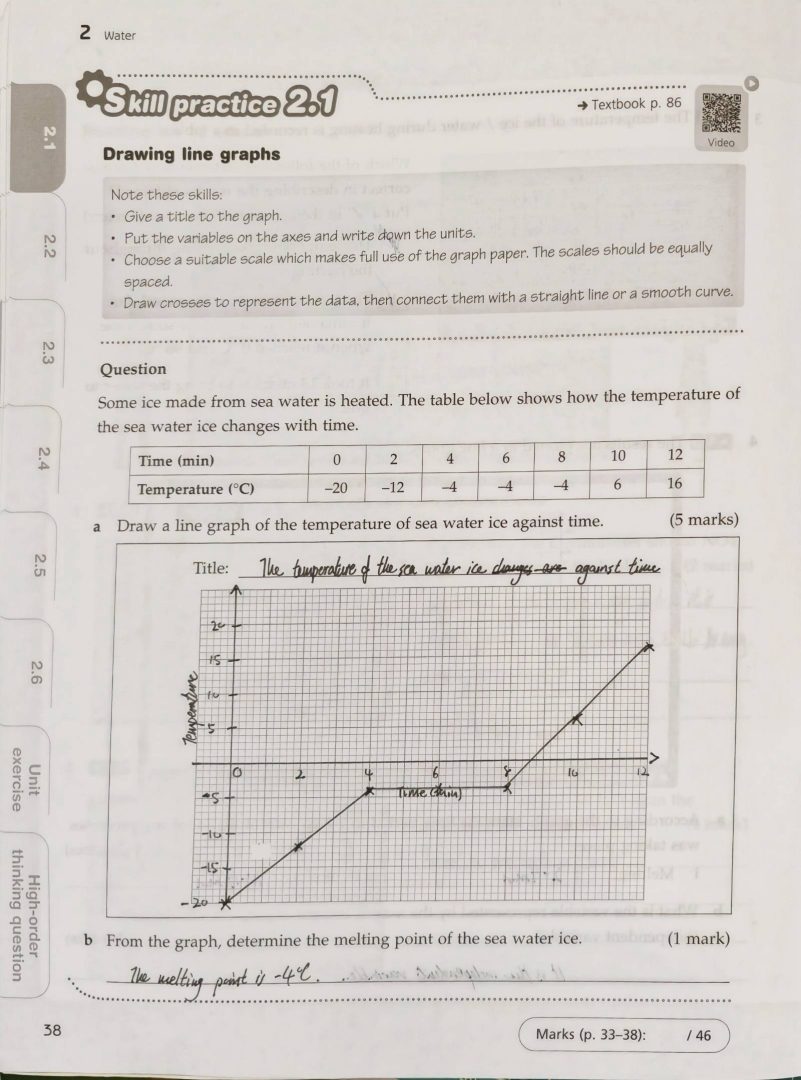 2 Water
Skill practice 2.1
→ Textbook p. 86
Video
Drawing line graphs
Note these skills:
• Give a title to the graph.
• Put the variables on the axes and write down the units.
• Choose a suitable scale which makes full use of the graph paper. The scales should be equally
spaced.
• Draw crosses to represent the data, then connect them with a straight line or a smooth curve.
Question
Some ice made from sea water is heated. The table below shows how the temperature of
the sea water ice changes with time.
Time (min) 0 2 4 6 8 10 12
Temperature (°C) –20 –12 –4 –4 –4 6 16
a Draw a line graph of the temperature of sea water ice against time. (5 marks)
Title: The temperature of the sea water ice changes are against time
20
15
10
5
Temperature
0 2 4 6 8 10 12
-5
Time (min)
-10
-15
-20
b From the graph, determine the melting point of the sea water ice. (1 mark)
The melting point is -4°C.
38
Marks (p. 33–38): / 46
2.1
2.2
2.3
2.4
2.5
2.6
Unit
exercise
High-order
thinking question